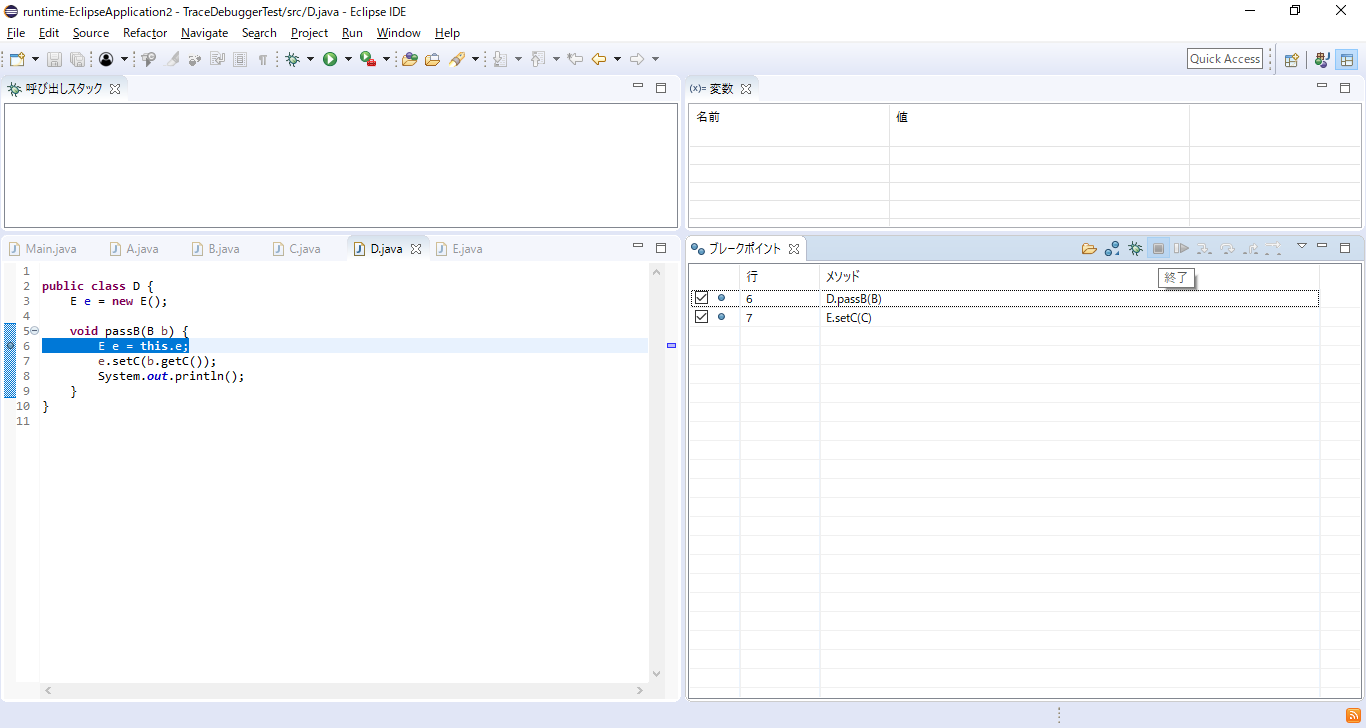 runtime-EclipseApplication2 - TraceDebuggerTest/src/D.java - Eclipse IDE
File Edit Source Refactor Navigate Search Project Run Window Help
Quick Access
呼び出しスタック
(x)= 変数
名前 値
Main.java A.java B.java C.java D.java E.java
1
2 public class D {
3 E e = new E();
4
5 void passB(B b) {
6 E e = this.e;
7 e.setC(b.getC());
8 System.out.println();
9 }
10 }
11
ブレークポイント
行 メソッド
終了
6 D.passB(B)
7 E.setC(C)